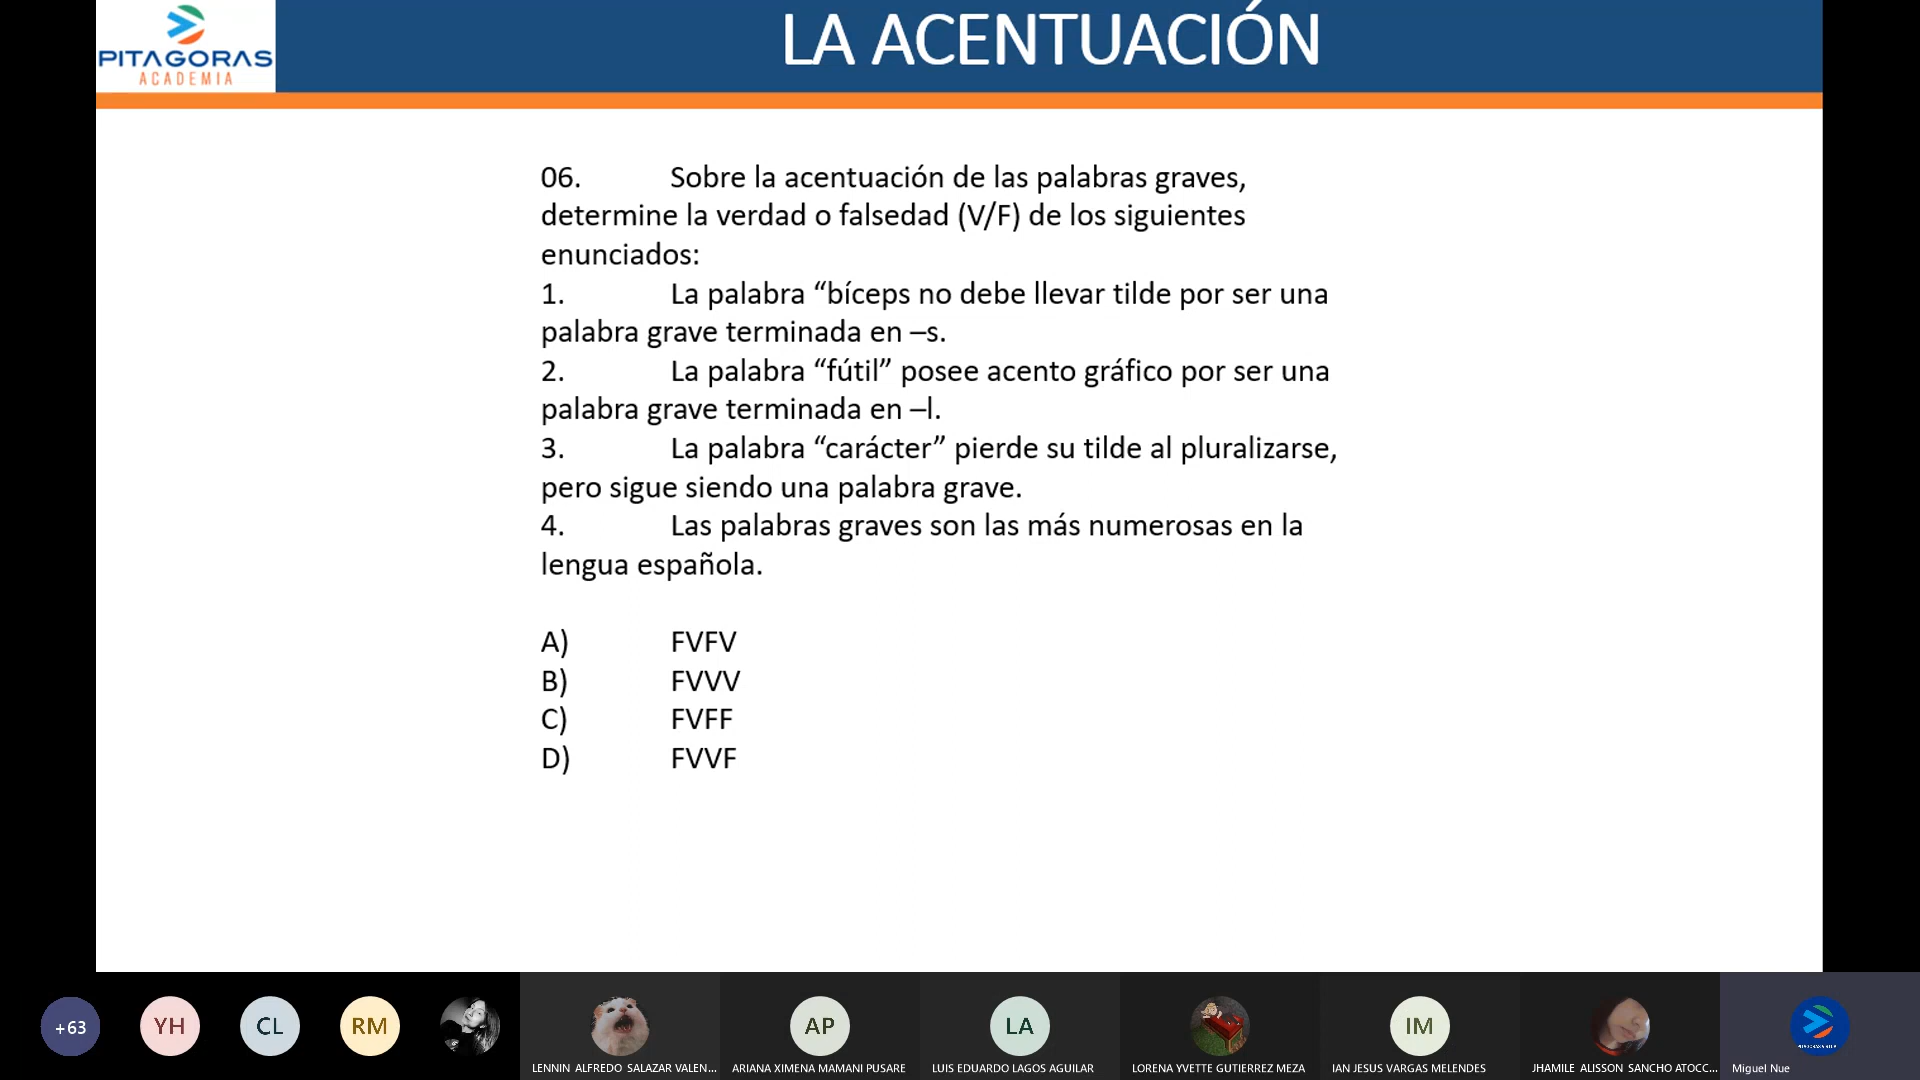 PITAGORAS
ACADEMIA
LA ACENTUACIÓN
06. Sobre la acentuación de las palabras graves,
determine la verdad o falsedad (V/F) de los siguientes
enunciados:
1. La palabra “bíceps no debe llevar tilde por ser una
palabra grave terminada en –s.
2. La palabra “fútil” posee acento gráfico por ser una
palabra grave terminada en –l.
3. La palabra “carácter” pierde su tilde al pluralizarse,
pero sigue siendo una palabra grave.
4. Las palabras graves son las más numerosas en la
lengua española.
A) FVFV
B) FVVV
C) FVFF
D) FVVF
+63
YH
CL
RM
LENNIN ALFREDO SALAZAR VALEN...
AP
ARIANA XIMENA MAMANI PUSARE
LA
LUIS EDUARDO LAGOS AGUILAR
LORENA YVETTE GUTIERREZ MEZA
IM
IAN JESUS VARGAS MELENDES
JHAMILE ALISSON SANCHO ATOCC...
Miguel Nue